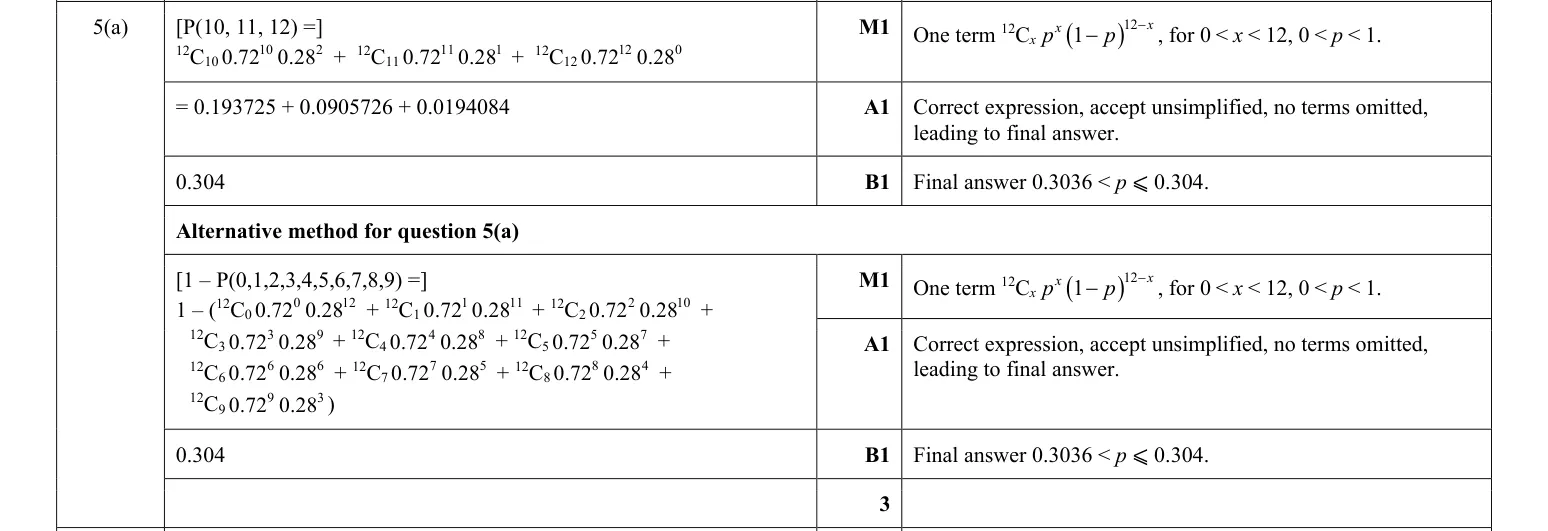 5(a)
[P(10, 11, 12) =]
¹²C₁₀ 0.72¹⁰ 0.28² + ¹²C₁₁ 0.72¹¹ 0.28¹ + ¹²C₁₂ 0.72¹² 0.28⁰
M1
One term ¹²Cₓ pˣ (1 – p)¹²⁻ˣ , for 0 < x < 12, 0 < p < 1.
= 0.193725 + 0.0905726 + 0.0194084
A1
Correct expression, accept unsimplified, no terms omitted,
leading to final answer.
0.304
B1
Final answer 0.3036 < p ⩽ 0.304.
Alternative method for question 5(a)
[1 – P(0,1,2,3,4,5,6,7,8,9) =]
1 – (¹²C₀ 0.72⁰ 0.28¹² + ¹²C₁ 0.72¹ 0.28¹¹ + ¹²C₂ 0.72² 0.28¹⁰ +
¹²C₃ 0.72³ 0.28⁹ + ¹²C₄ 0.72⁴ 0.28⁸ + ¹²C₅ 0.72⁵ 0.28⁷ +
¹²C₆ 0.72⁶ 0.28⁶ + ¹²C₇ 0.72⁷ 0.28⁵ + ¹²C₈ 0.72⁸ 0.28⁴ +
¹²C₉ 0.72⁹ 0.28³ )
M1
One term ¹²Cₓ pˣ (1 – p)¹²⁻ˣ , for 0 < x < 12, 0 < p < 1.
A1
Correct expression, accept unsimplified, no terms omitted,
leading to final answer.
0.304
B1
Final answer 0.3036 < p ⩽ 0.304.
3